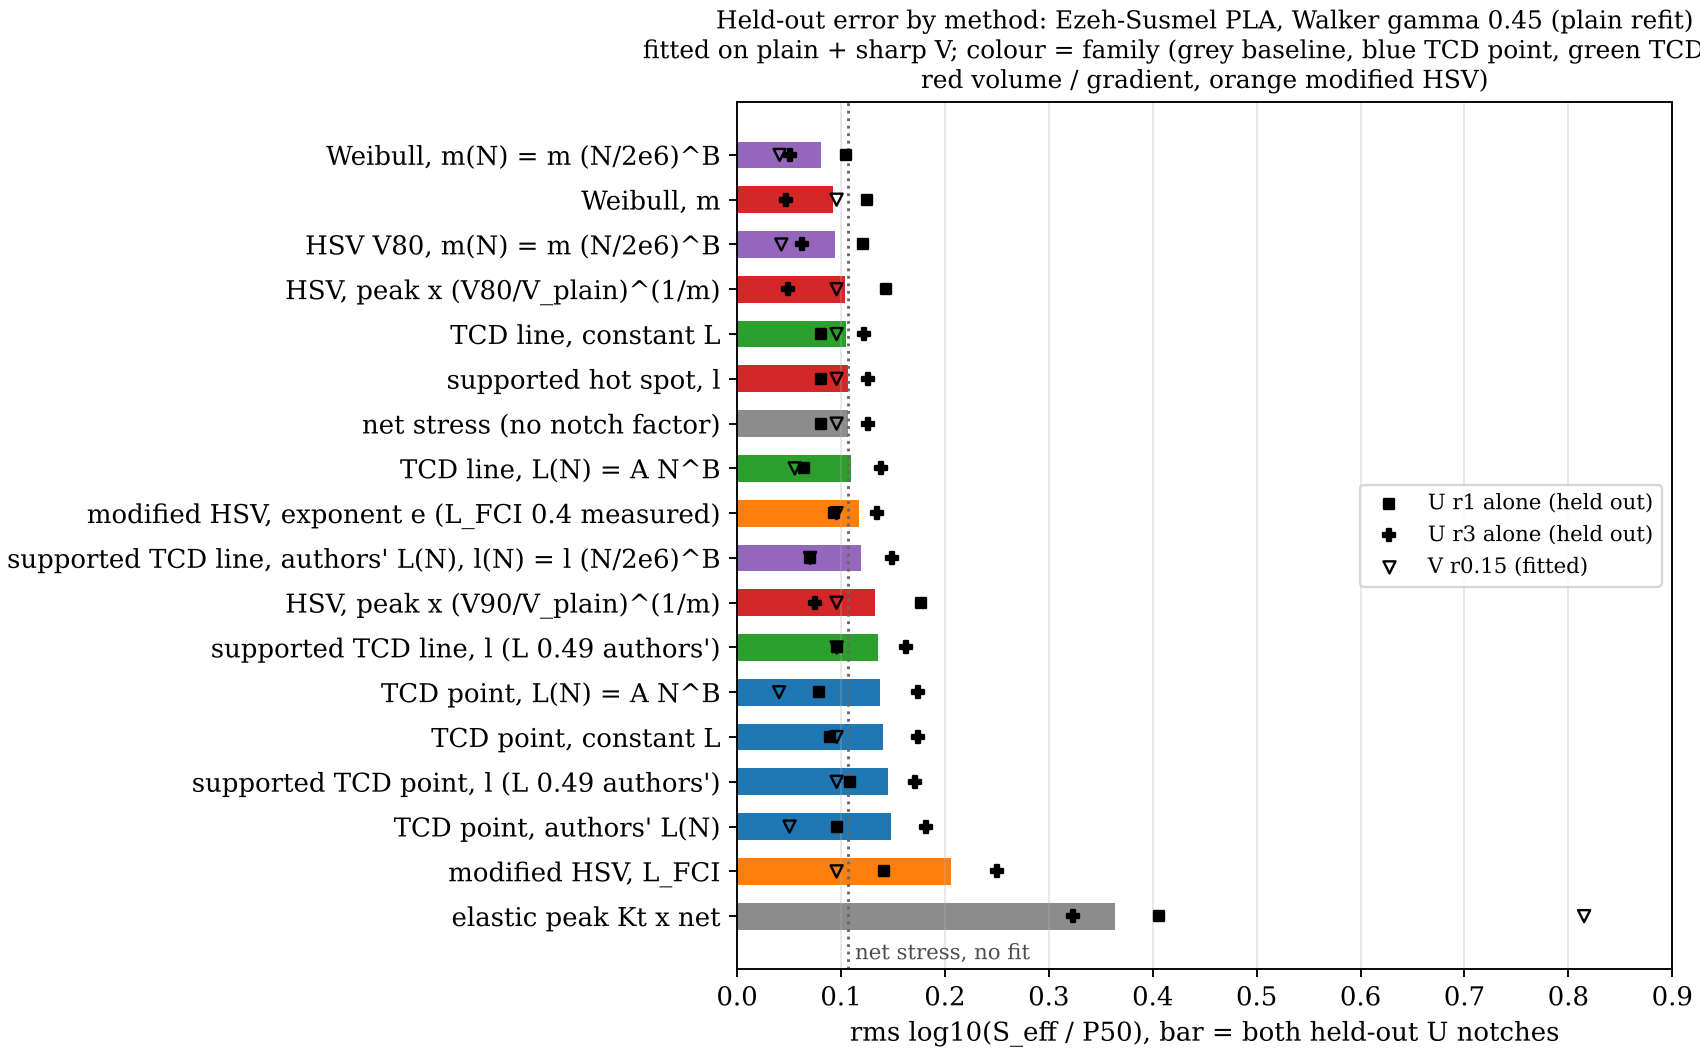 Held-out error by method: Ezeh-Susmel PLA, Walker gamma 0.45 (plain refit)
fitted on plain + sharp V; colour = family (grey baseline, blue TCD point, green TCD
red volume / gradient, orange modified HSV)
Weibull, m(N) = m (N/2e6)^B
Weibull, m
HSV V80, m(N) = m (N/2e6)^B
HSV, peak x (V80/V_plain)^(1/m)
TCD line, constant L
supported hot spot, l
net stress (no notch factor)
TCD line, L(N) = A N^B
modified HSV, exponent e (L_FCI 0.4 measured)
supported TCD line, authors' L(N), l(N) = l (N/2e6)^B
HSV, peak x (V90/V_plain)^(1/m)
supported TCD line, l (L 0.49 authors')
TCD point, L(N) = A N^B
TCD point, constant L
supported TCD point, l (L 0.49 authors')
TCD point, authors' L(N)
modified HSV, L_FCI
elastic peak Kt x net
U r1 alone (held out)
U r3 alone (held out)
V r0.15 (fitted)
net stress, no fit
0.0 0.1 0.2 0.3 0.4 0.5 0.6 0.7 0.8 0.9
rms log10(S_eff / P50), bar = both held-out U notches